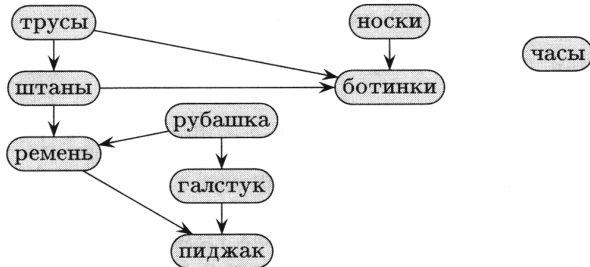 трусы
носки
часы
штаны
ботинки
рубашка
ремень
галстук
пиджак